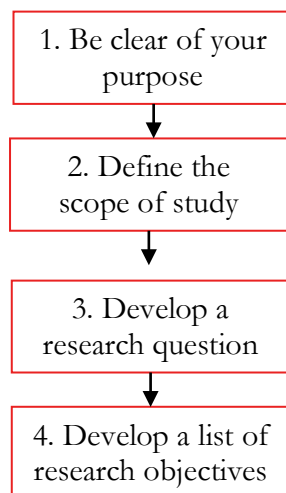 1. Be clear of your
purpose
2. Define the
scope of study
3. Develop a
research question
4. Develop a list of
research objectives